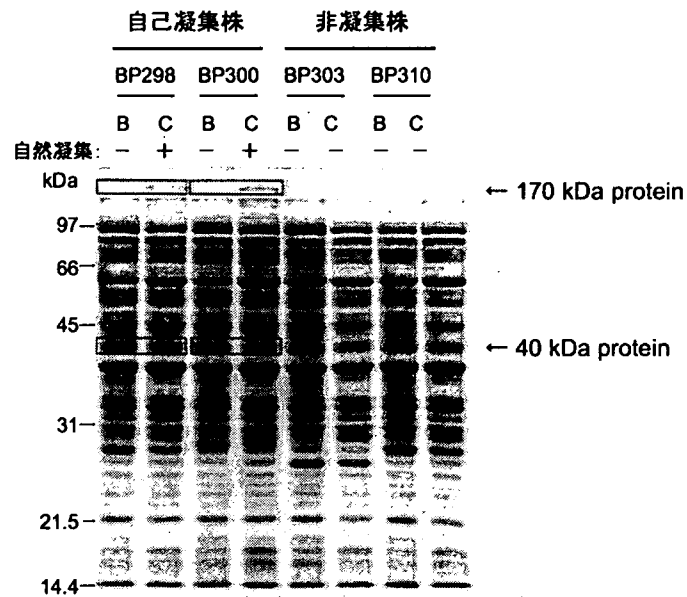 自己凝集株 非凝集株
BP298 BP300 BP303 BP310
B C B C B C B C
自然凝集: − + − + − − − −
kDa
← 170 kDa protein
97
66
45
← 40 kDa protein
31
21.5
14.4